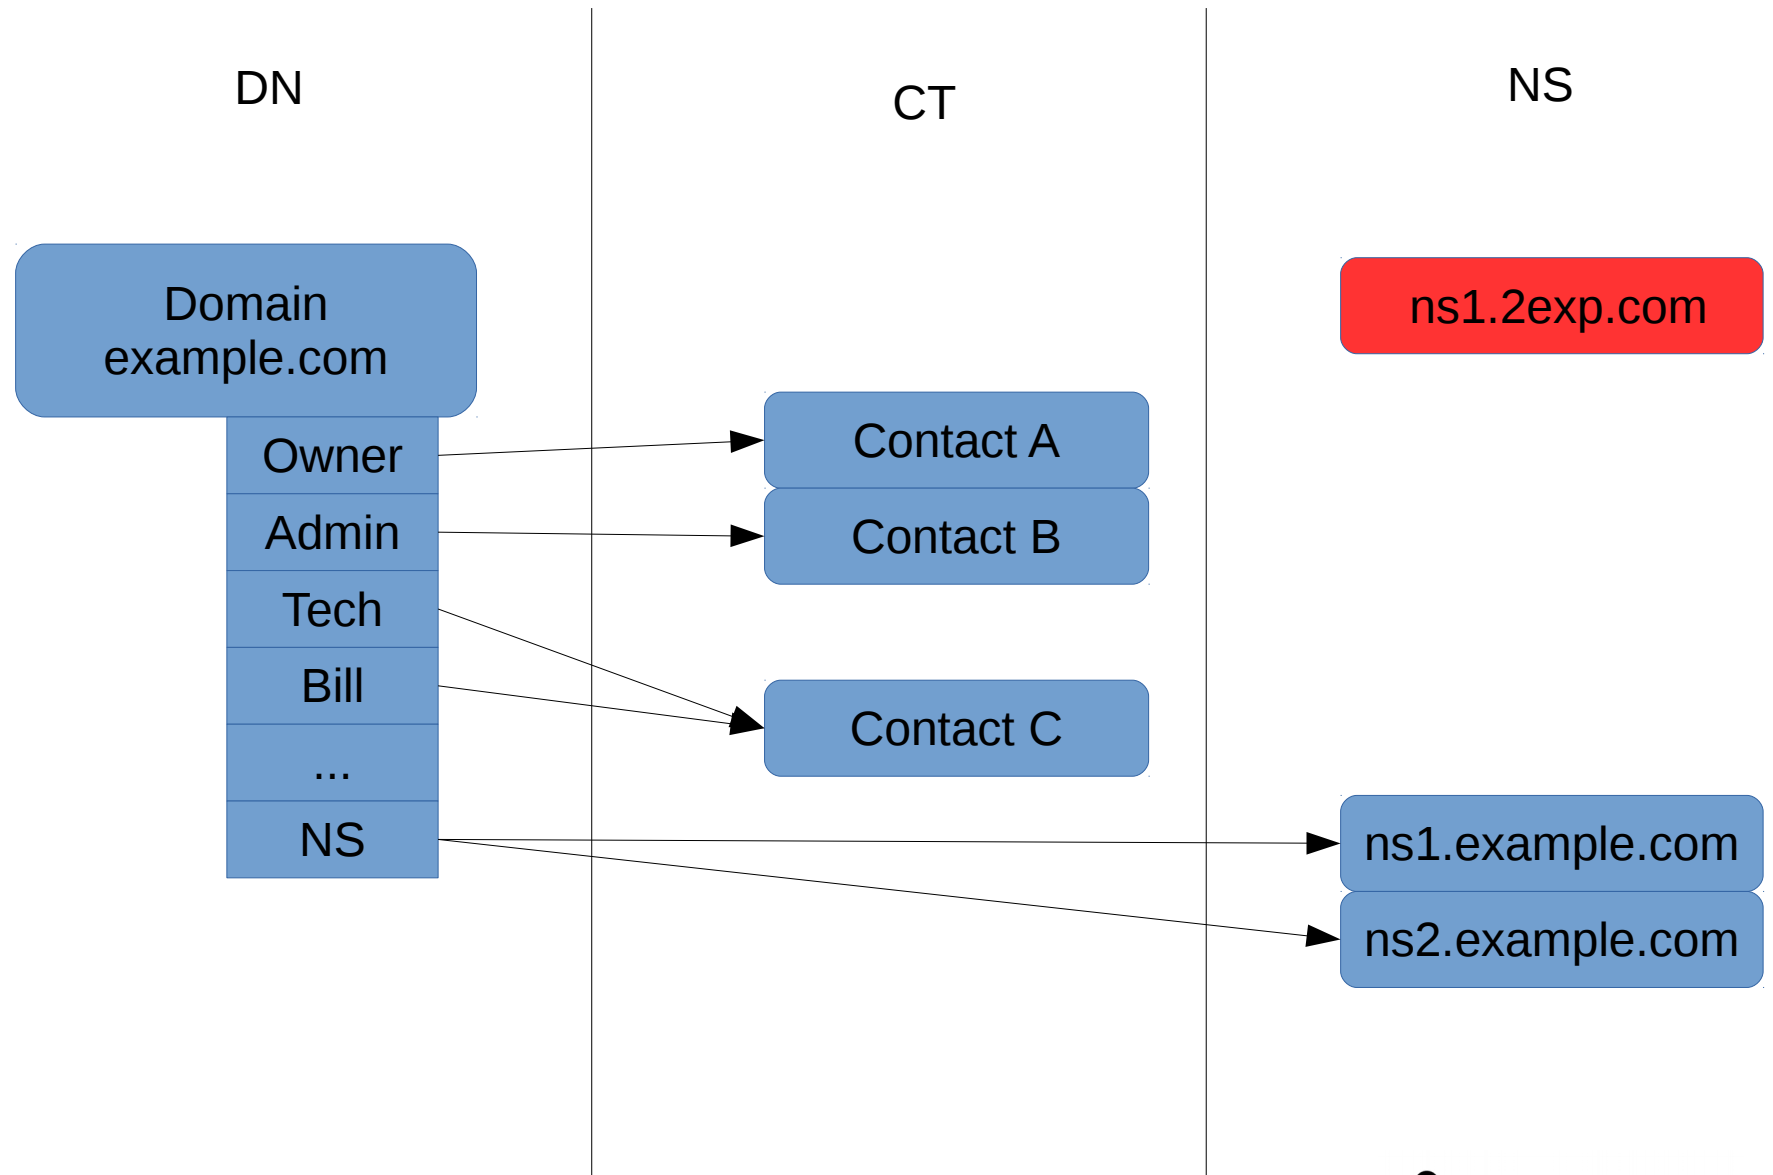 DN
CT
NS
Domain
example.com
Owner
Admin
Tech
Bill
...
NS
Contact A
Contact B
Contact C
ns1.2exp.com
ns1.example.com
ns2.example.com